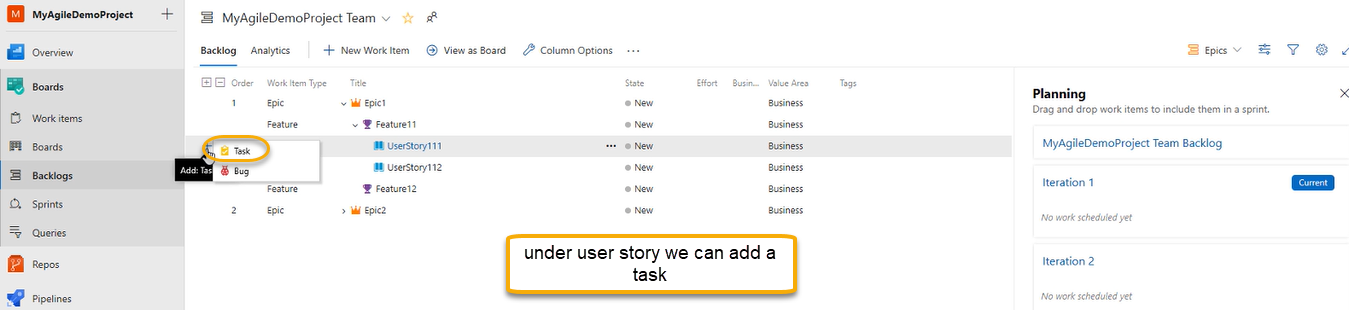 M MyAgileDemoProject
MyAgileDemoProject Team
Overview
Boards
Work items
Boards
Backlogs
Sprints
Queries
Repos
Pipelines
Backlog Analytics New Work Item View as Board Column Options ... Epics
Order Work Item Type Title State Effort Busin... Value Area Tags
1 Epic Epic1 New Business
Feature Feature11 New Business
Task UserStory111 ... New Business
Add: Tas
Bug UserStory112 New Business
Feature Feature12 New Business
2 Epic Epic2 New Business
under user story we can add a
task
Planning
Drag and drop work items to include them in a sprint.
MyAgileDemoProject Team Backlog
Iteration 1 Current
No work scheduled yet
Iteration 2
No work scheduled yet